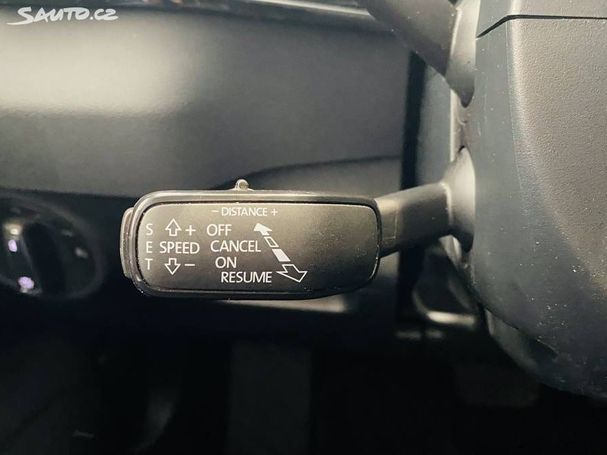 SAUTO.CZ
- DISTANCE +
S + OFF
E SPEED CANCEL
T - ON
RESUME